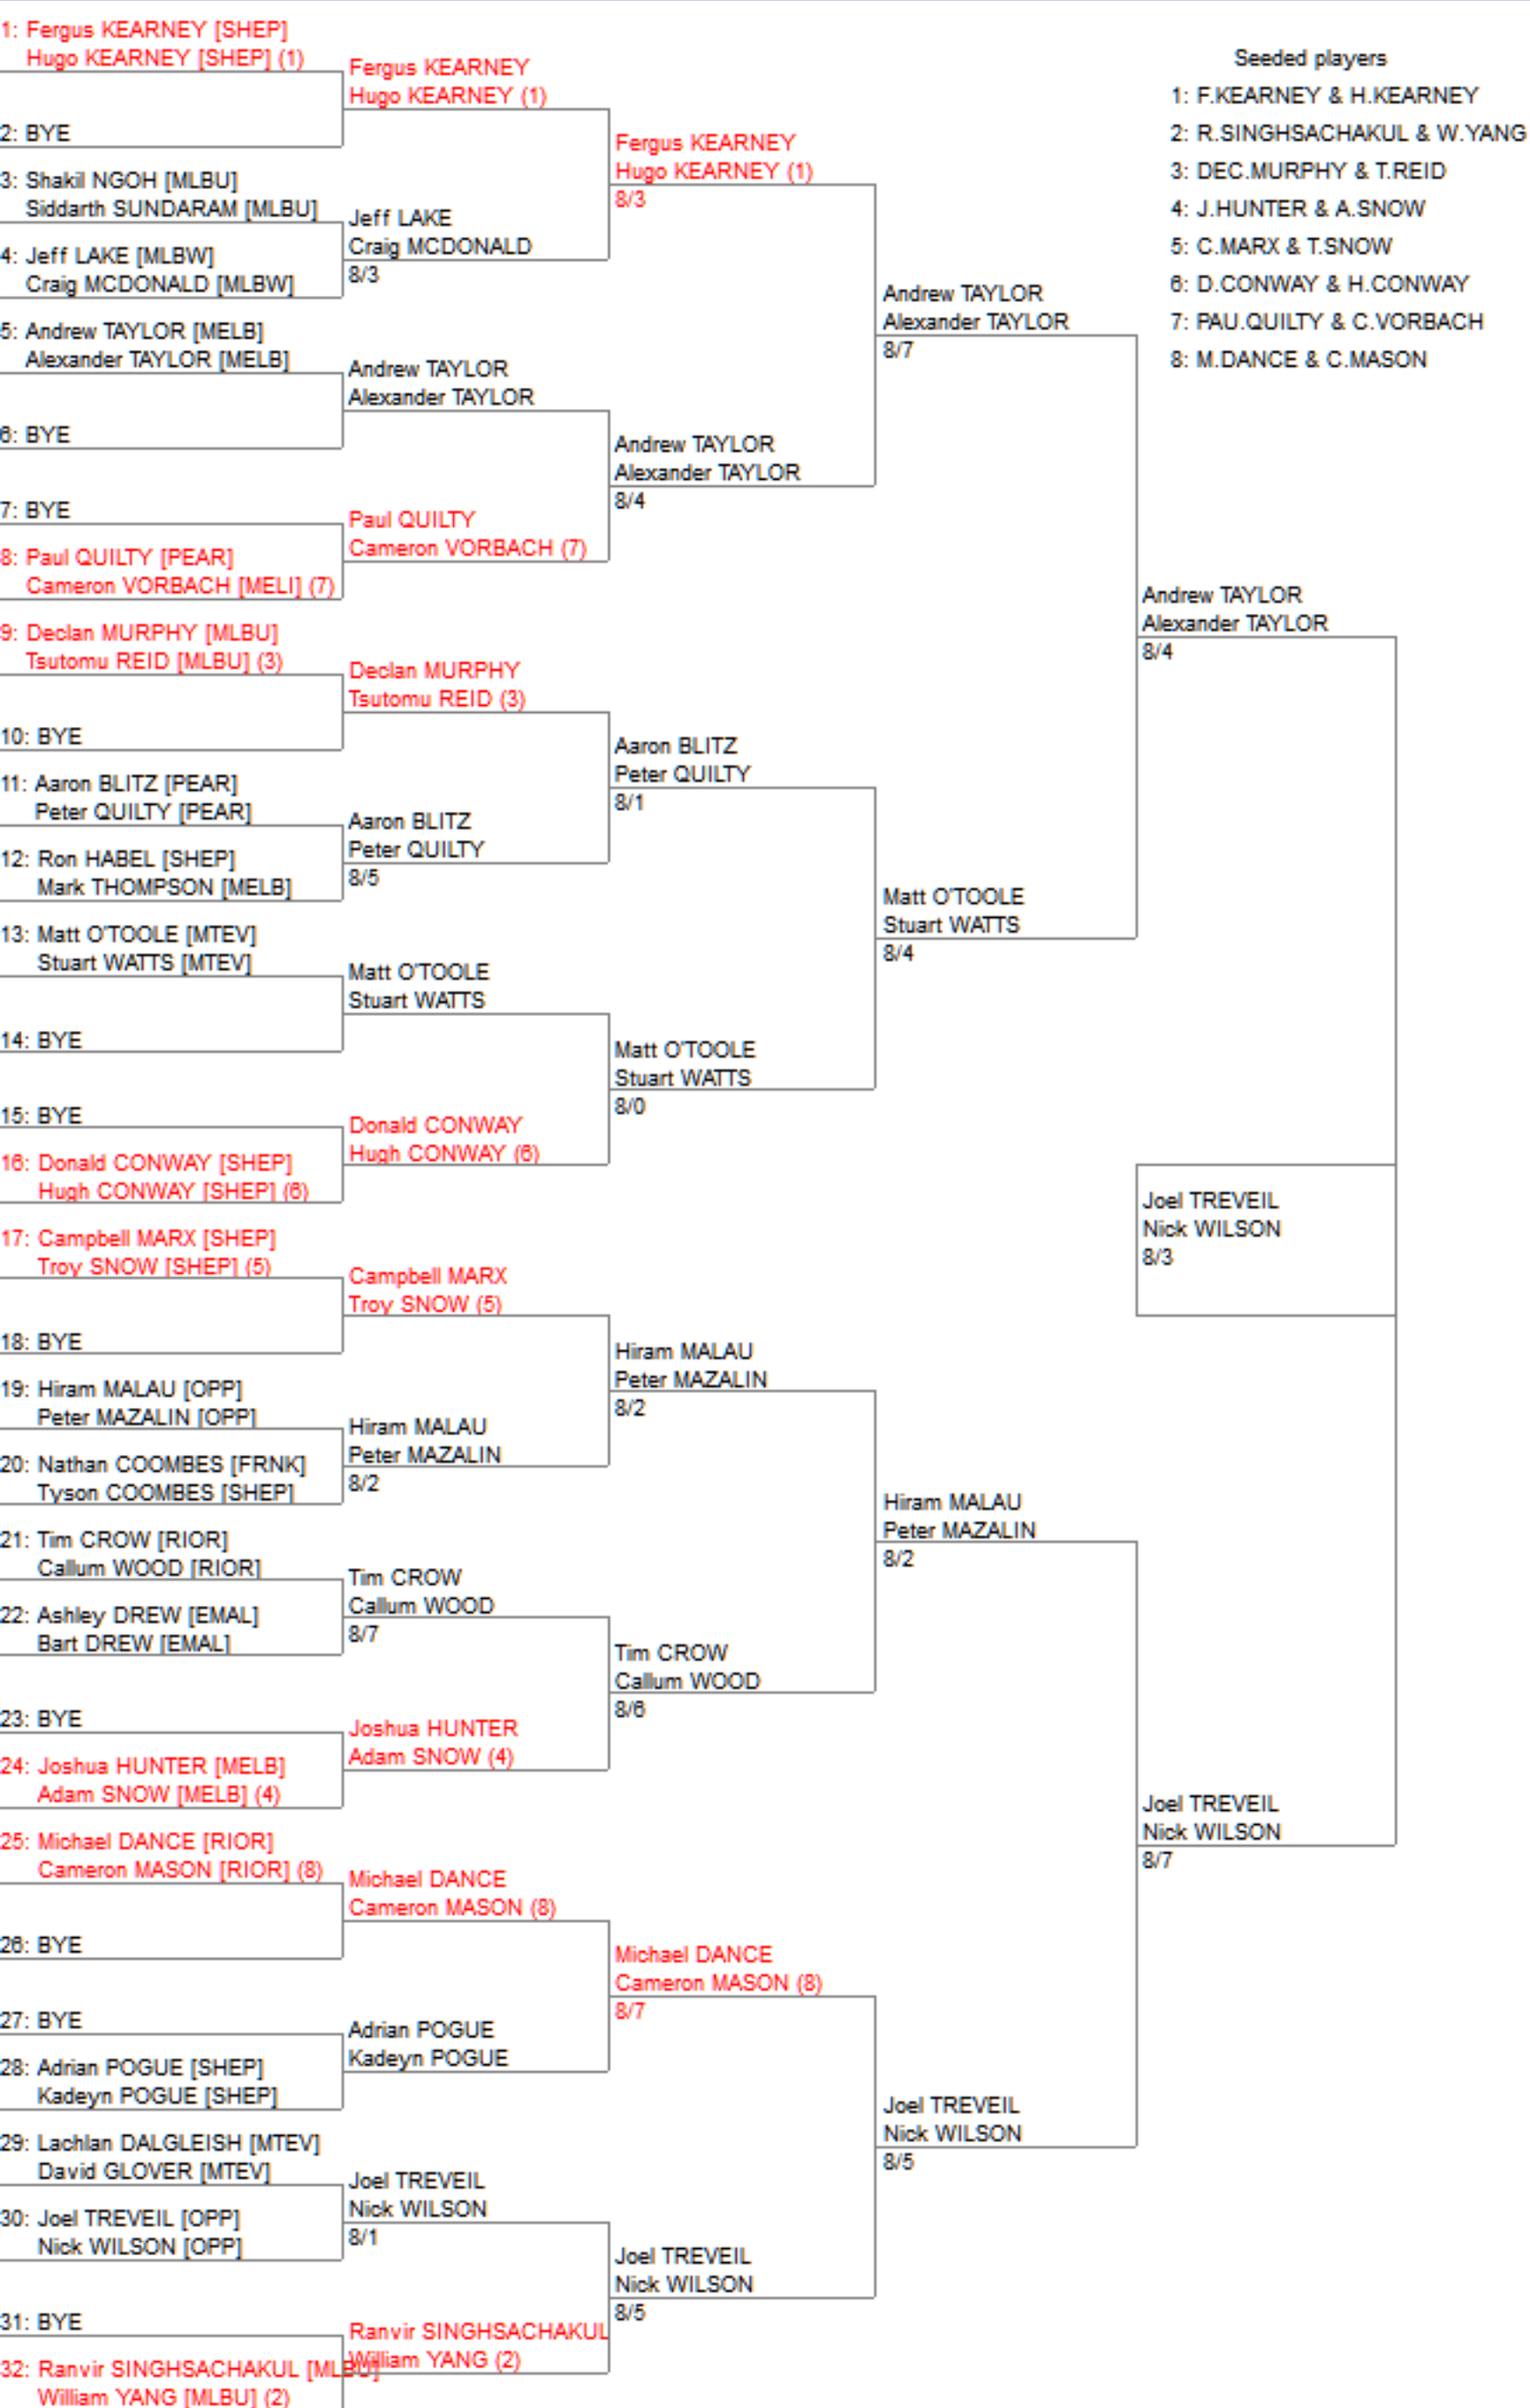 1: Fergus KEARNEY [SHEP]
Hugo KEARNEY [SHEP] (1)
2: BYE
3: Shakil NGOH [MLBU]
Siddarth SUNDARAM [MLBU]
4: Jeff LAKE [MLBW]
Craig MCDONALD [MLBW]
5: Andrew TAYLOR [MELB]
Alexander TAYLOR [MELB]
6: BYE
7: BYE
8: Paul QUILTY [PEAR]
Cameron VORBACH [MELI] (7)
9: Declan MURPHY [MLBU]
Tsutomu REID [MLBU] (3)
10: BYE
11: Aaron BLITZ [PEAR]
Peter QUILTY [PEAR]
12: Ron HABEL [SHEP]
Mark THOMPSON [MELB]
13: Matt O'TOOLE [MTEV]
Stuart WATTS [MTEV]
14: BYE
15: BYE
16: Donald CONWAY [SHEP]
Hugh CONWAY [SHEP] (6)
17: Campbell MARX [SHEP]
Troy SNOW [SHEP] (5)
18: BYE
19: Hiram MALAU [OPP]
Peter MAZALIN [OPP]
20: Nathan COOMBES [FRNK]
Tyson COOMBES [SHEP]
21: Tim CROW [RIOR]
Callum WOOD [RIOR]
22: Ashley DREW [EMAL]
Bart DREW [EMAL]
23: BYE
24: Joshua HUNTER [MELB]
Adam SNOW [MELB] (4)
25: Michael DANCE [RIOR]
Cameron MASON [RIOR] (8)
26: BYE
27: BYE
28: Adrian POGUE [SHEP]
Kadeyn POGUE [SHEP]
29: Lachlan DALGLEISH [MTEV]
David GLOVER [MTEV]
30: Joel TREVEIL [OPP]
Nick WILSON [OPP]
31: BYE
32: Ranvir SINGHSACHAKUL [MLBU]
William YANG [MLBU] (2)
Fergus KEARNEY
Hugo KEARNEY (1)
Jeff LAKE
Craig MCDONALD
8/3
Andrew TAYLOR
Alexander TAYLOR
Paul QUILTY
Cameron VORBACH (7)
Declan MURPHY
Tsutomu REID (3)
Aaron BLITZ
Peter QUILTY
8/5
Matt O'TOOLE
Stuart WATTS
Donald CONWAY
Hugh CONWAY (6)
Campbell MARX
Troy SNOW (5)
Hiram MALAU
Peter MAZALIN
8/2
Tim CROW
Callum WOOD
8/7
Joshua HUNTER
Adam SNOW (4)
Michael DANCE
Cameron MASON (8)
Adrian POGUE
Kadeyn POGUE
Joel TREVEIL
Nick WILSON
8/1
Ranvir SINGHSACHAKUL
William YANG (2)
Fergus KEARNEY
Hugo KEARNEY (1)
8/3
Andrew TAYLOR
Alexander TAYLOR
8/4
Aaron BLITZ
Peter QUILTY
8/1
Matt O'TOOLE
Stuart WATTS
8/0
Hiram MALAU
Peter MAZALIN
8/2
Tim CROW
Callum WOOD
8/6
Michael DANCE
Cameron MASON (8)
8/7
Joel TREVEIL
Nick WILSON
8/5
Andrew TAYLOR
Alexander TAYLOR
8/7
Matt O'TOOLE
Stuart WATTS
8/4
Hiram MALAU
Peter MAZALIN
8/2
Joel TREVEIL
Nick WILSON
8/5
Andrew TAYLOR
Alexander TAYLOR
8/4
Joel TREVEIL
Nick WILSON
8/7
Joel TREVEIL
Nick WILSON
8/3
Seeded players
1: F.KEARNEY & H.KEARNEY
2: R.SINGHSACHAKUL & W.YANG
3: DEC.MURPHY & T.REID
4: J.HUNTER & A.SNOW
5: C.MARX & T.SNOW
6: D.CONWAY & H.CONWAY
7: PAU.QUILTY & C.VORBACH
8: M.DANCE & C.MASON